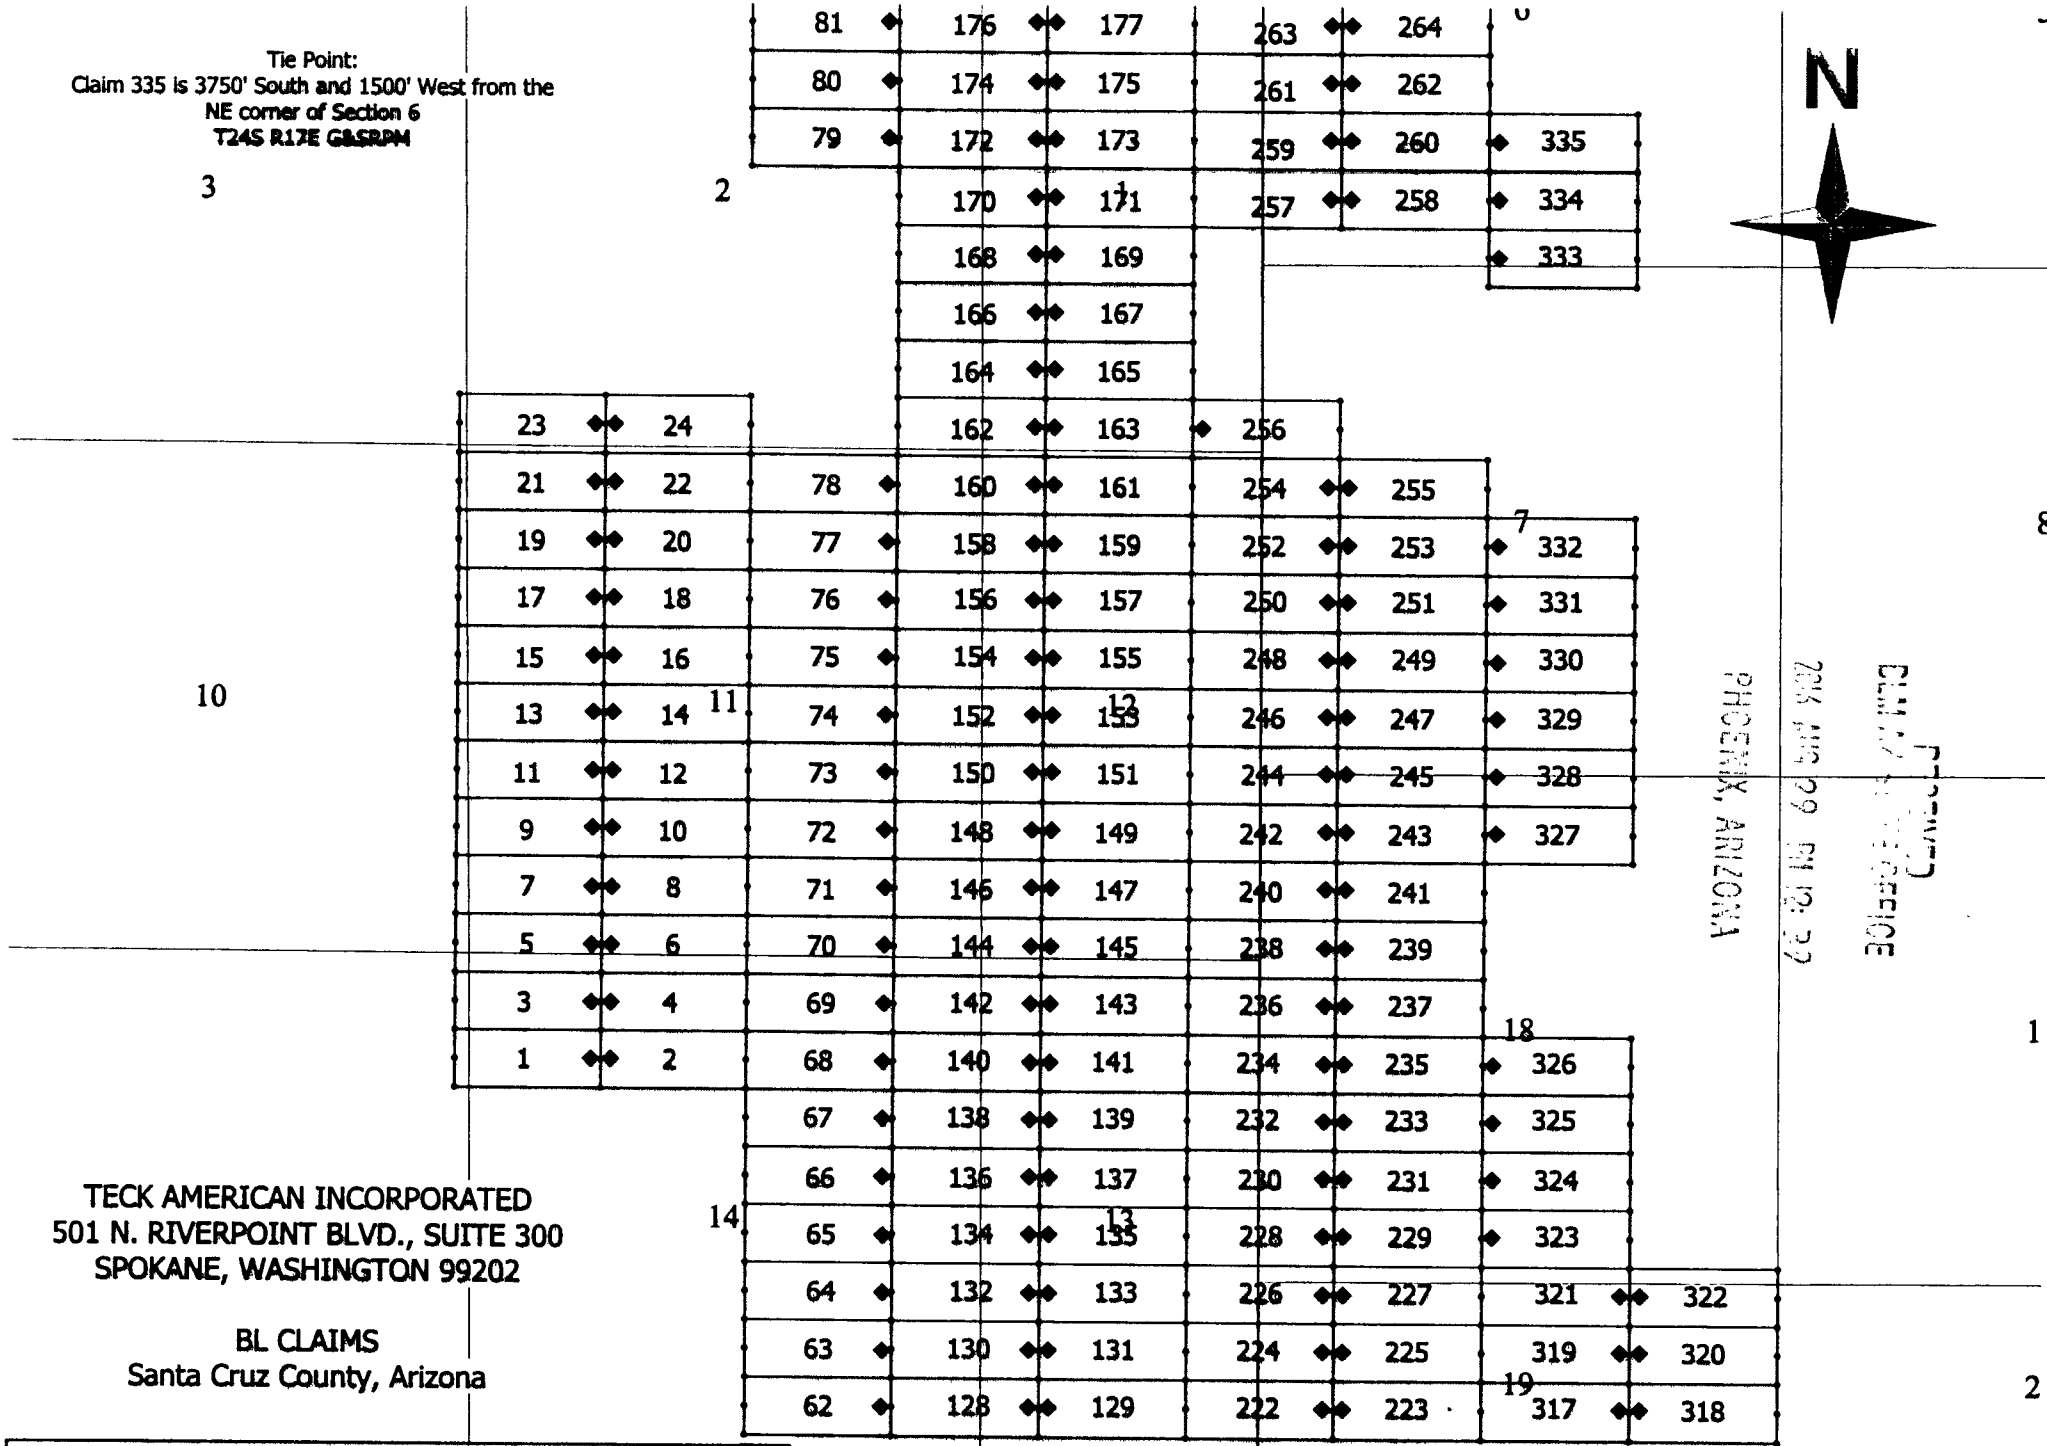 81 176 177 263 264
Tie Point:
Claim 335 is 3750' South and 1500' West from the
NE corner of Section 6
T24S R17E G&SRPM
N
80 174 175 261 262
79 172 173 259 260 335
3 2 170 1 171 257 258 334
168 169 333
166 167
164 165
23 24 162 163 256
21 22 78 160 161 254 255
7
8
19 20 77 158 159 252 253 332
17 18 76 156 157 250 251 331
15 16 75 154 155 248 249 330
10 11 12
13 14 74 152 153 246 247 329
11 12 73 150 151 244 245 328
9 10 72 148 149 242 243 327
7 8 71 146 147 240 241
5 6 70 144 145 238 239
3 4 69 142 143 236 237
18 1
1 2 68 140 141 234 235 326
67 138 139 232 233 325
66 136 137 230 231 324
14 13
65 134 135 228 229 323
64 132 133 226 227 321 322
63 130 131 224 225 319 320
19 2
62 128 129 222 223 317 318
PHOENIX, ARIZONA
TECK AMERICAN INCORPORATED
501 N. RIVERPOINT BLVD., SUITE 300
SPOKANE, WASHINGTON 99202
BL CLAIMS
Santa Cruz County, Arizona